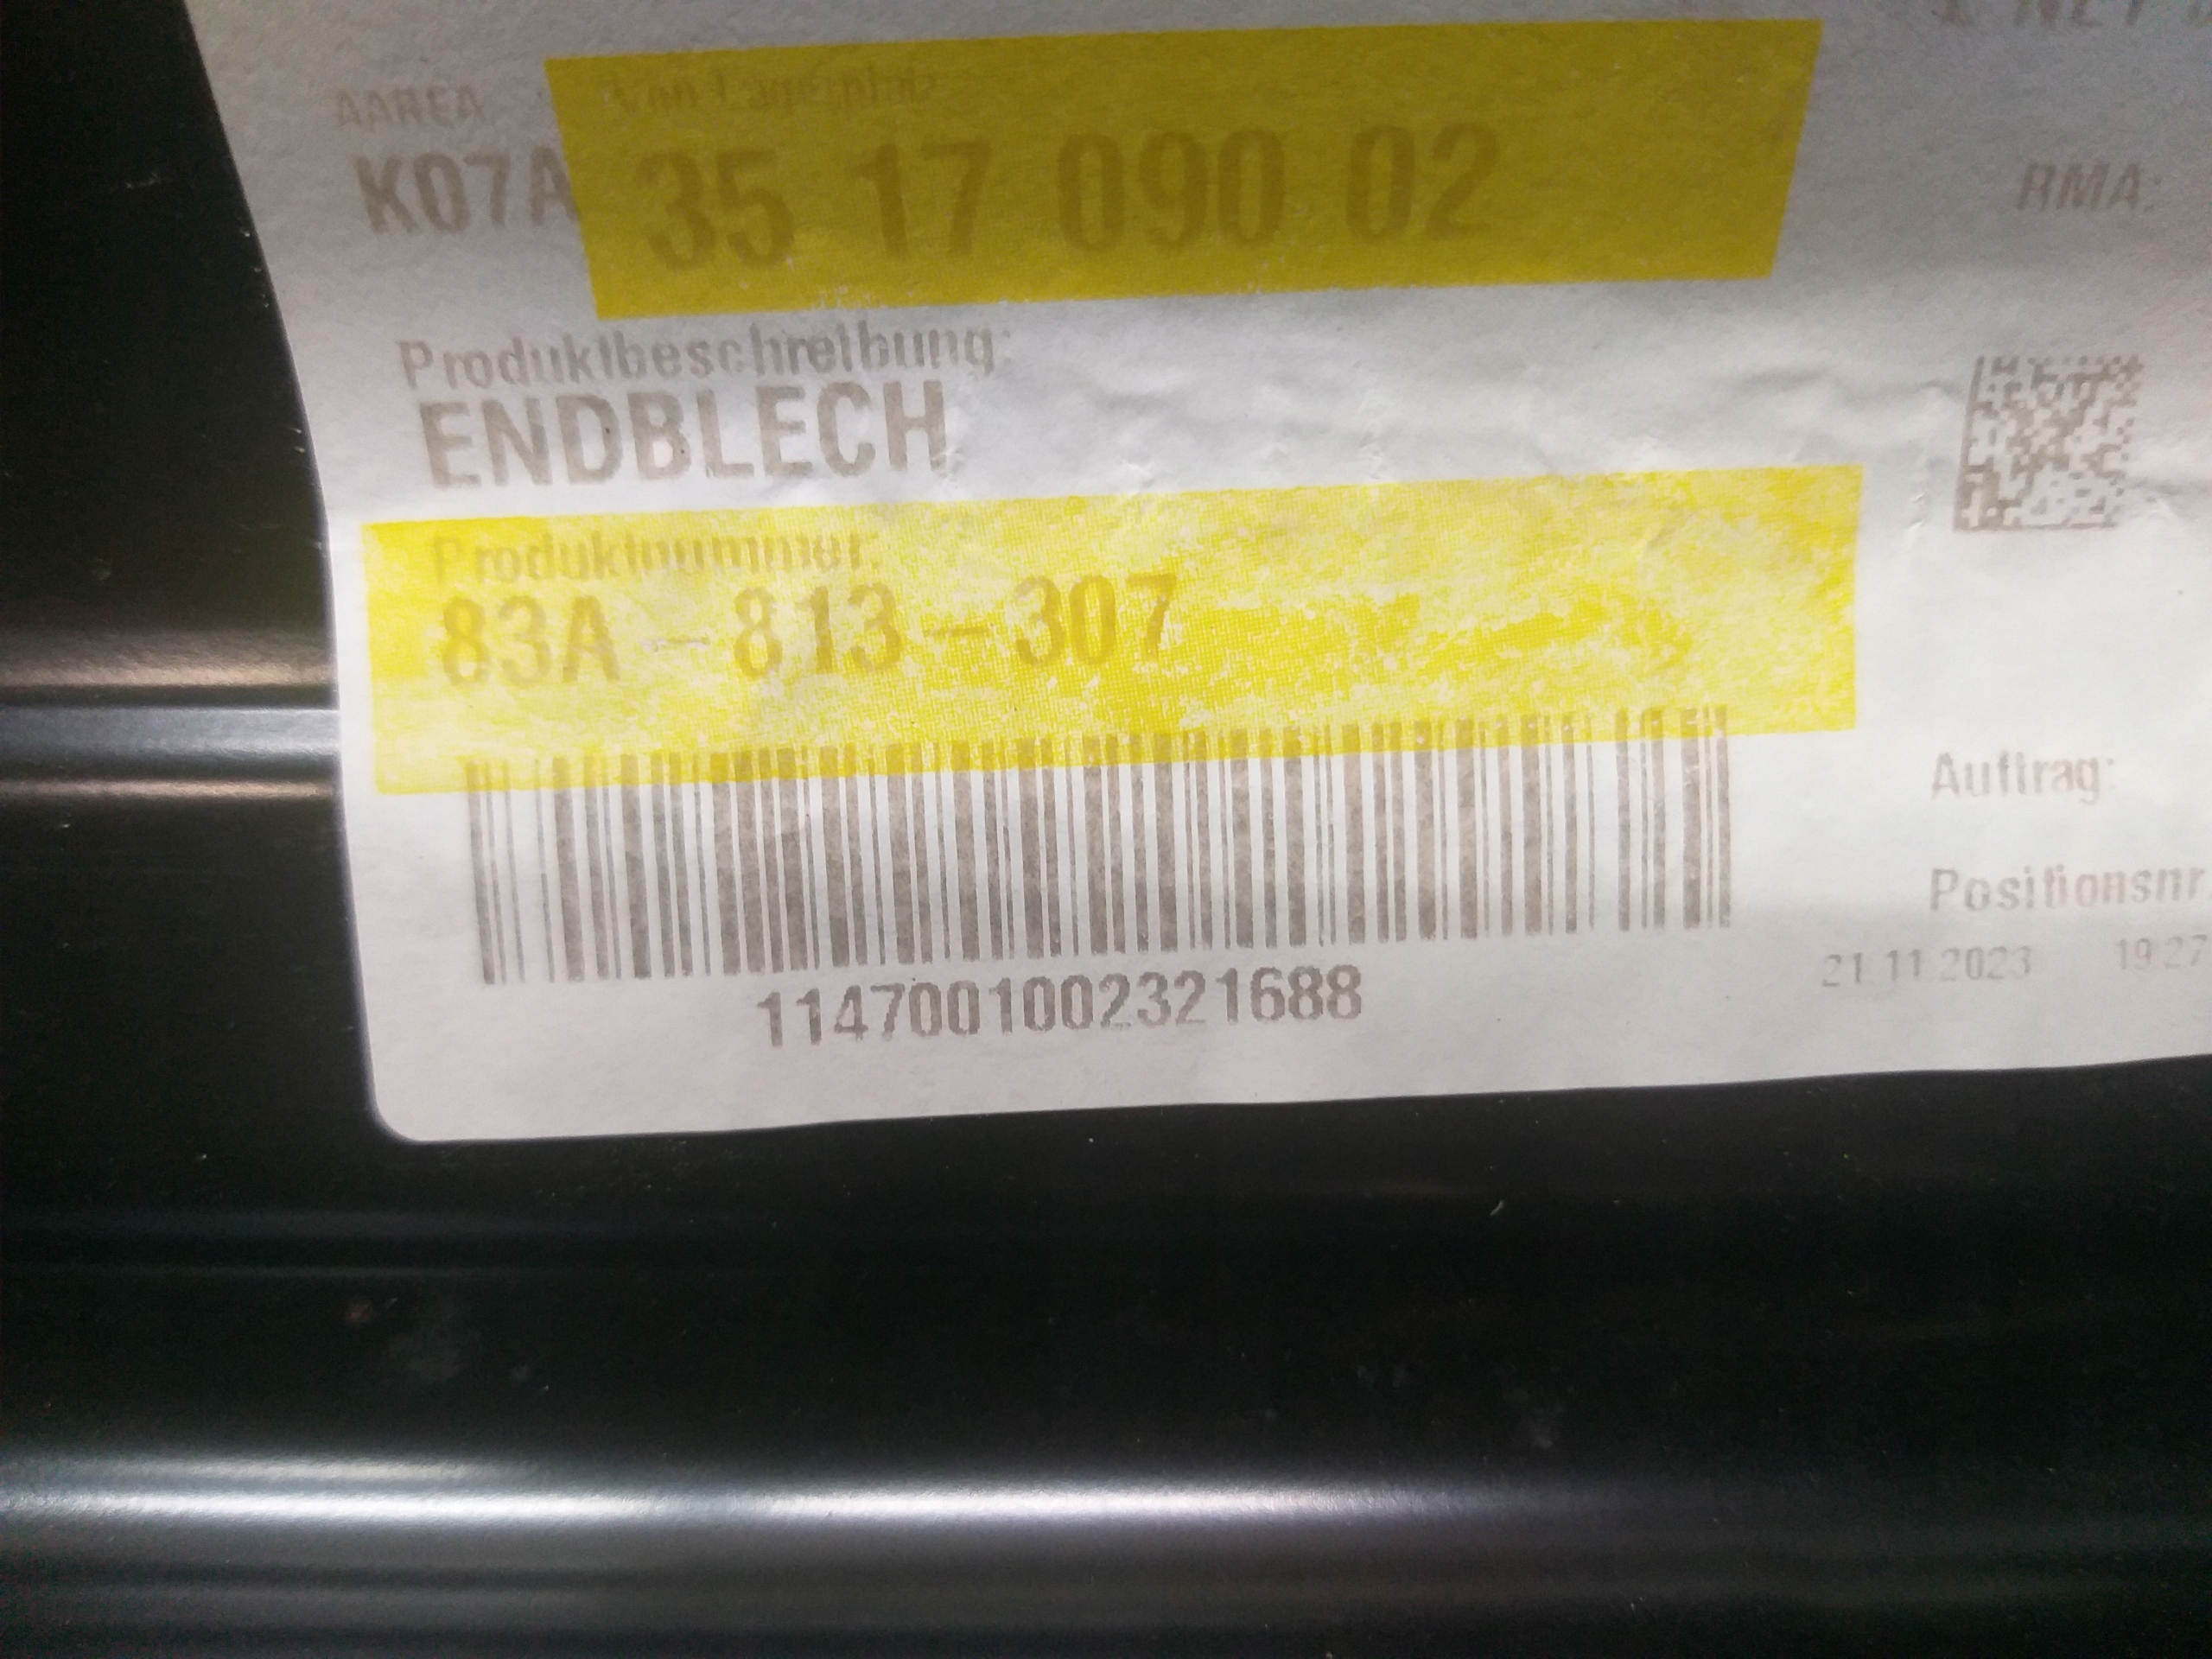 AAREA
K07A 35 17 090 02
RMA:
Produktbeschreibung:
ENDBLECH
Produktnummer:
83A - 813 - 307
Auftrag:
Positionsnr
21 11 2023 19 27
1147001002321688